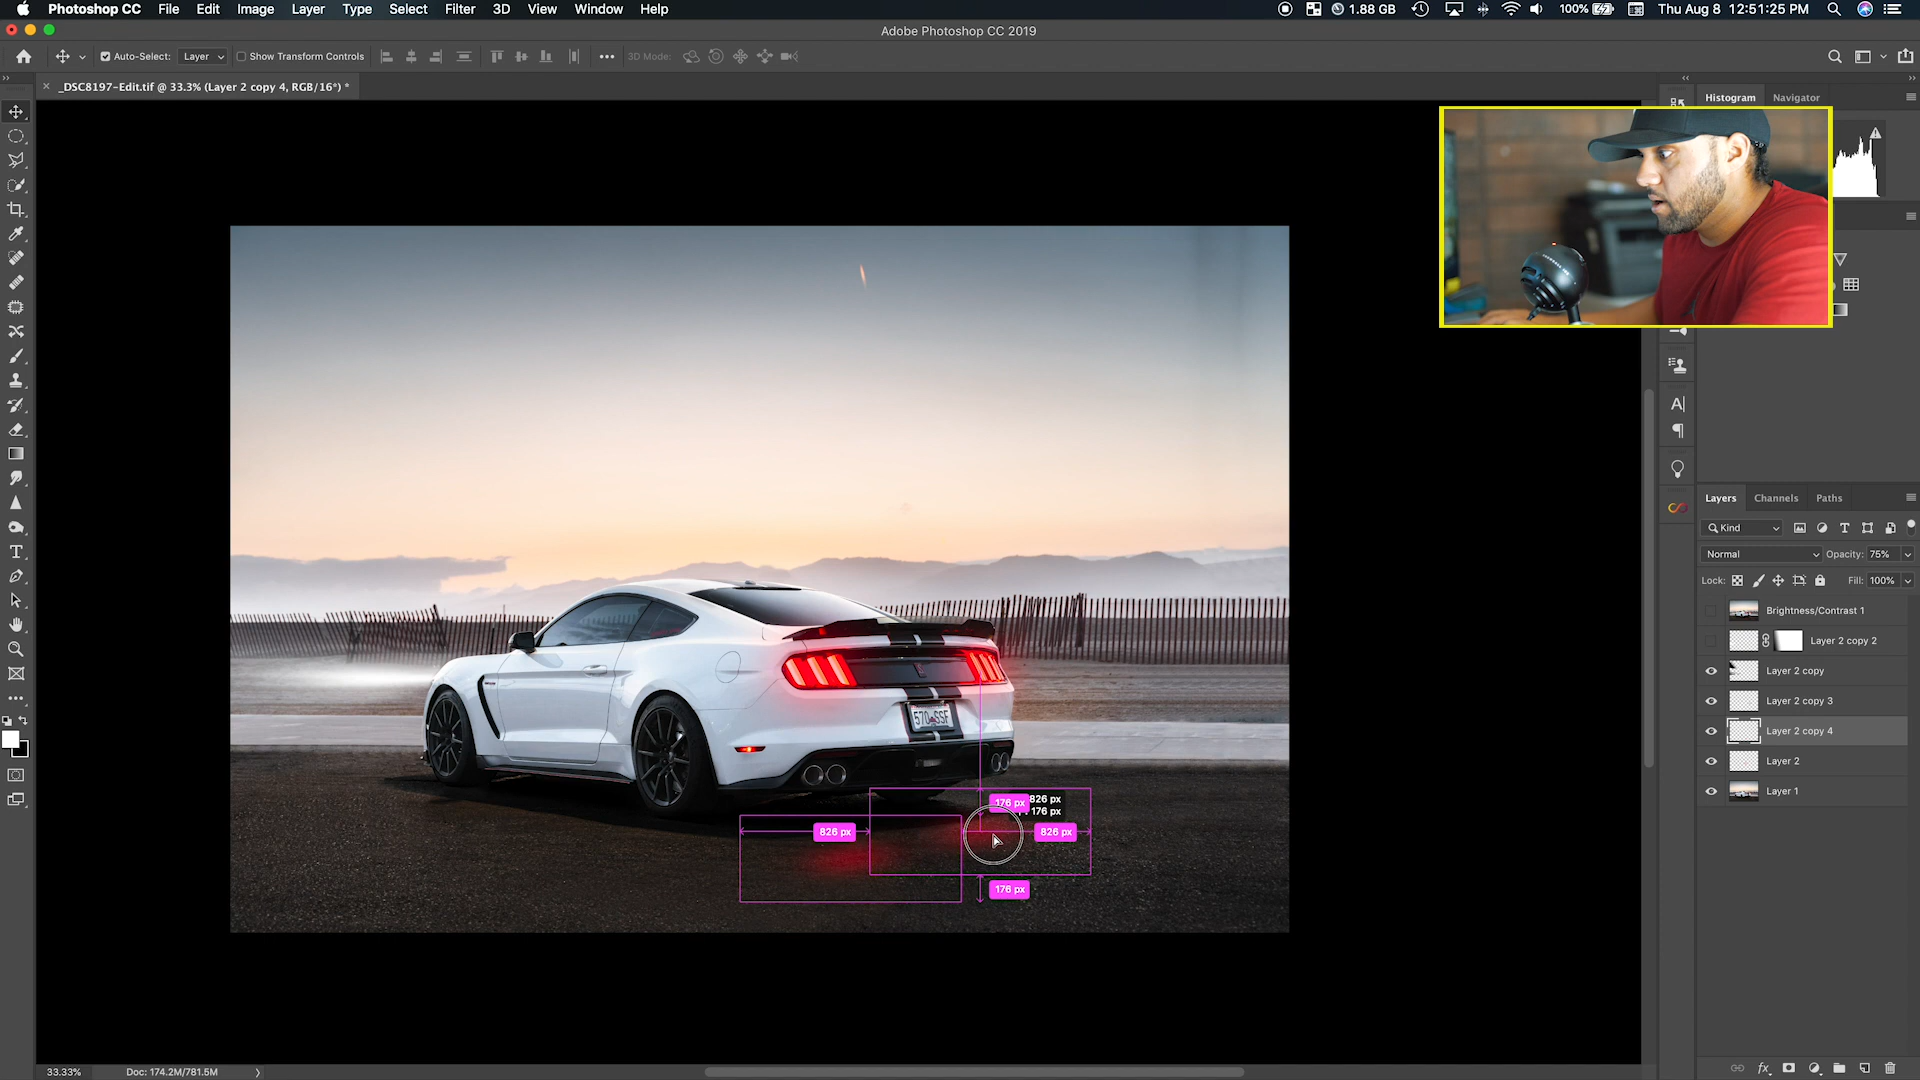 Photoshop CC File Edit Image Layer Type Select Filter 3D View Window Help 1.88 GB 100% Thu Aug 8 12:51:25 PM
Adobe Photoshop CC 2019
Auto-Select: Layer Show Transform Controls 3D Mode:
_DSC8197-Edit.tif @ 33.3% (Layer 2 copy 4, RGB/16*) *
Histogram Navigator
Layers Channels Paths
Kind
Normal Opacity: 75%
Lock: Fill: 100%
Brightness/Contrast 1
Layer 2 copy 2
Layer 2 copy
Layer 2 copy 3
Layer 2 copy 4
Layer 2
Layer 1
570 SSF
176 px 826 px
176 px
826 px 826 px
176 px
33.33% Doc: 174.2M/781.5M